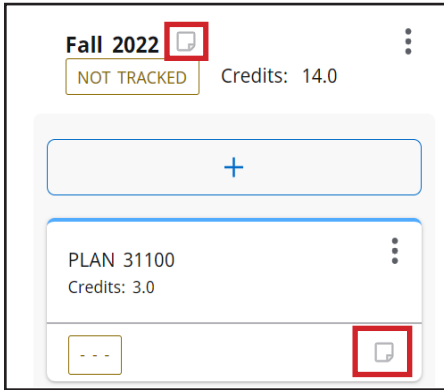 Fall 2022
NOT TRACKED Credits: 14.0
+
PLAN 31100
Credits: 3.0
- - -